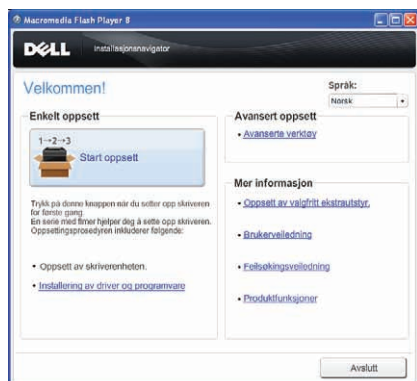 Macromedia Flash Player 8
DELL
Installasjonsnavigator
Velkommen!
Språk:
Norsk
Enkelt oppsett
1→2→3
Start oppsett
Trykk på denne knappen når du setter opp skriveren
for første gang.
En serie med filmer hjelper deg å sette opp skriveren.
Oppsettingsprosedyren inkluderer følgende:
• Oppsett av skriverenheten.
• Installering av driver og programvare
Avansert oppsett
• Avanserte verktøy
Mer informasjon
• Oppsett av valgfritt ekstrautstyr.
• Brukerveiledning
• Feilsøkingsveiledning
• Produktfunksjoner
Avslutt